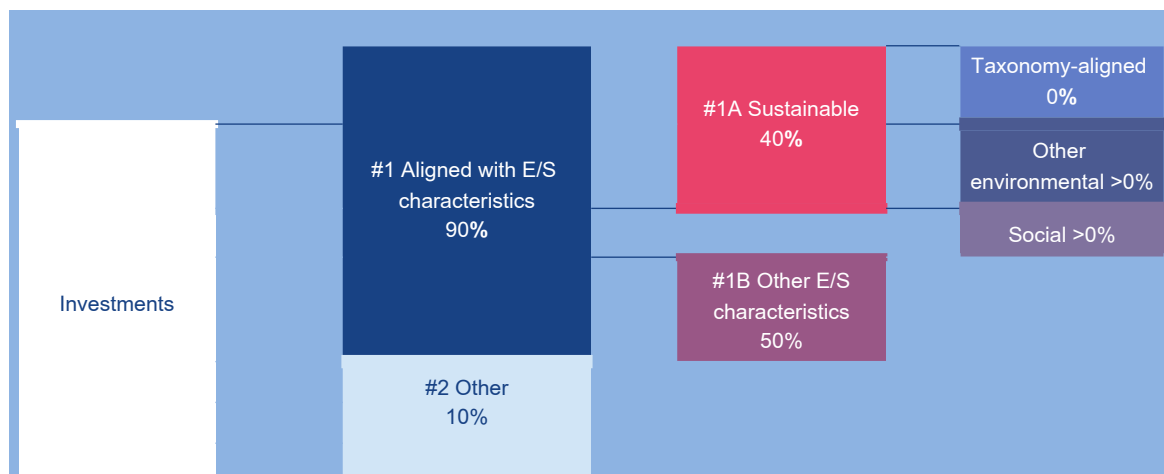 Investments
#1 Aligned with E/S
characteristics
90%
#2 Other
10%
#1A Sustainable
40%
#1B Other E/S
characteristics
50%
Taxonomy-aligned
0%
Other
environmental >0%
Social >0%